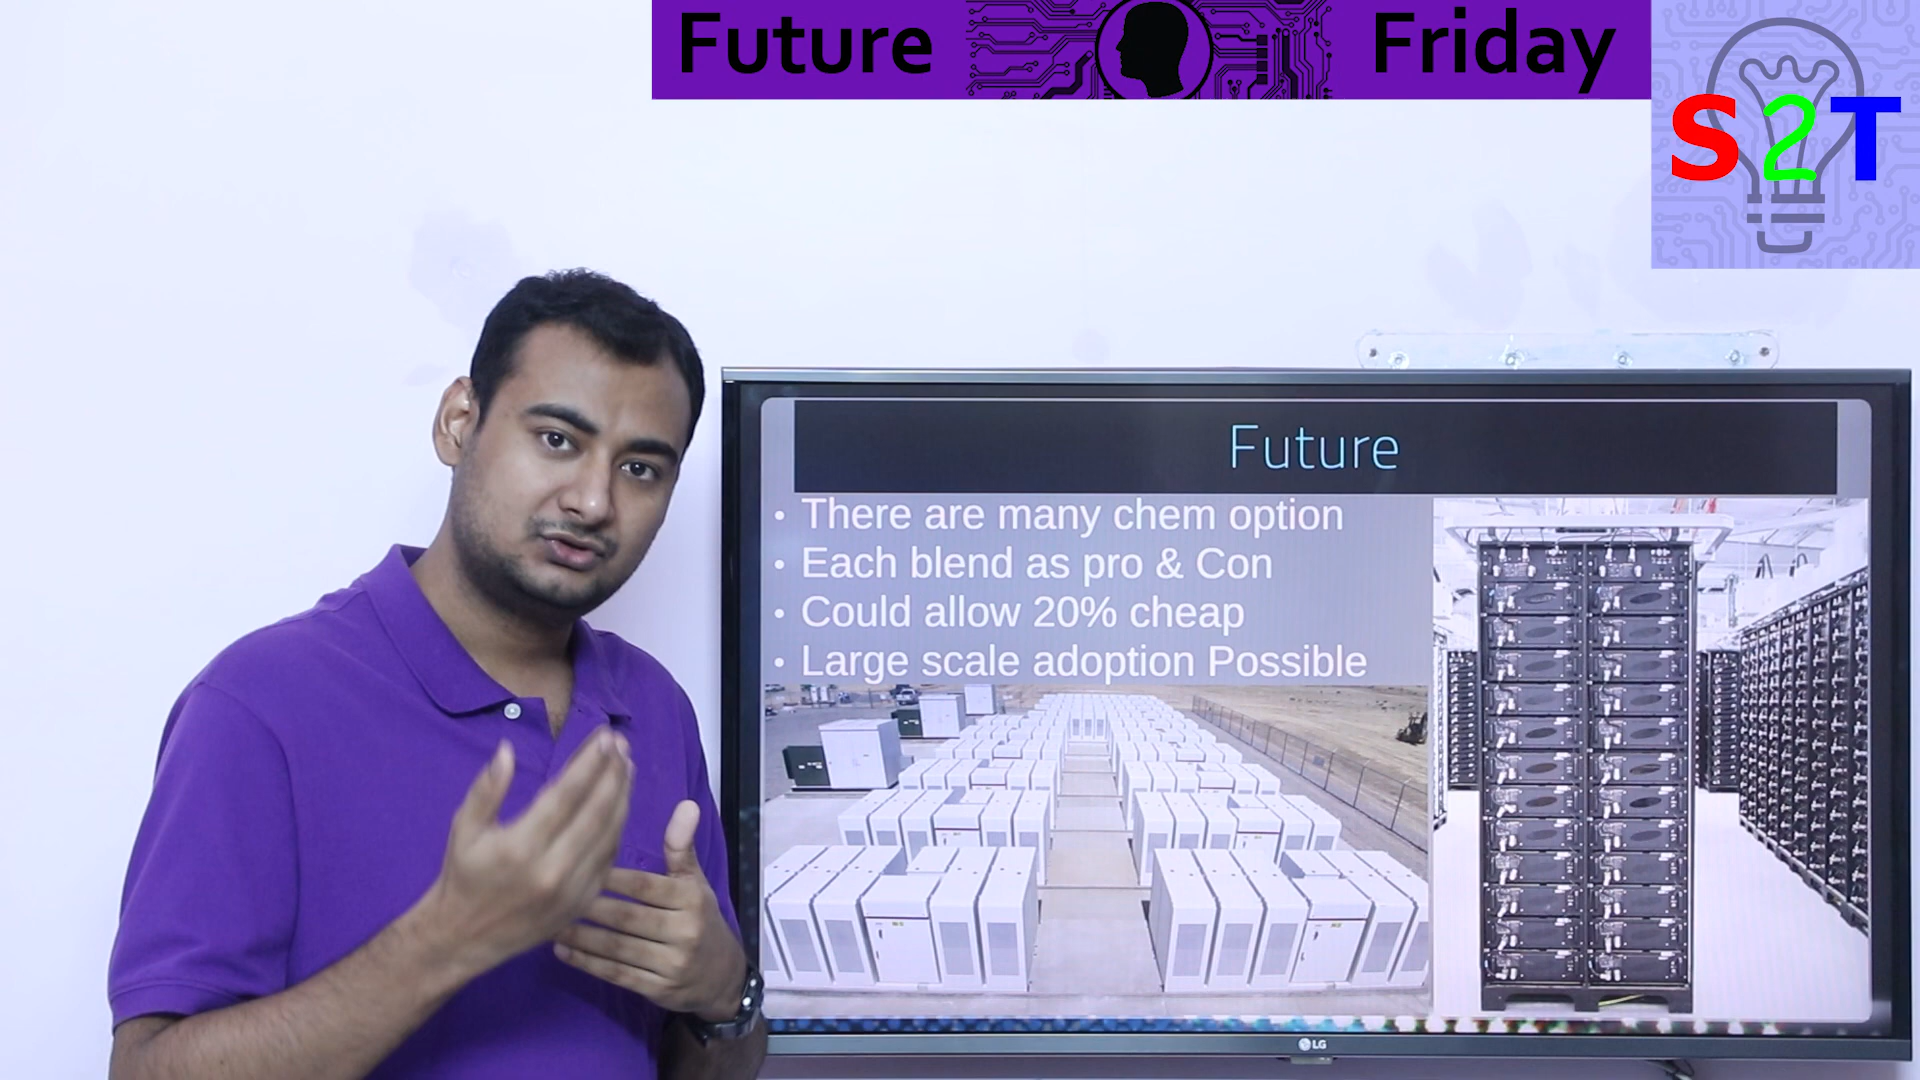 Future Friday
S2T
Future
• There are many chem option
• Each blend as pro & Con
• Could allow 20% cheap
• Large scale adoption Possible
LG